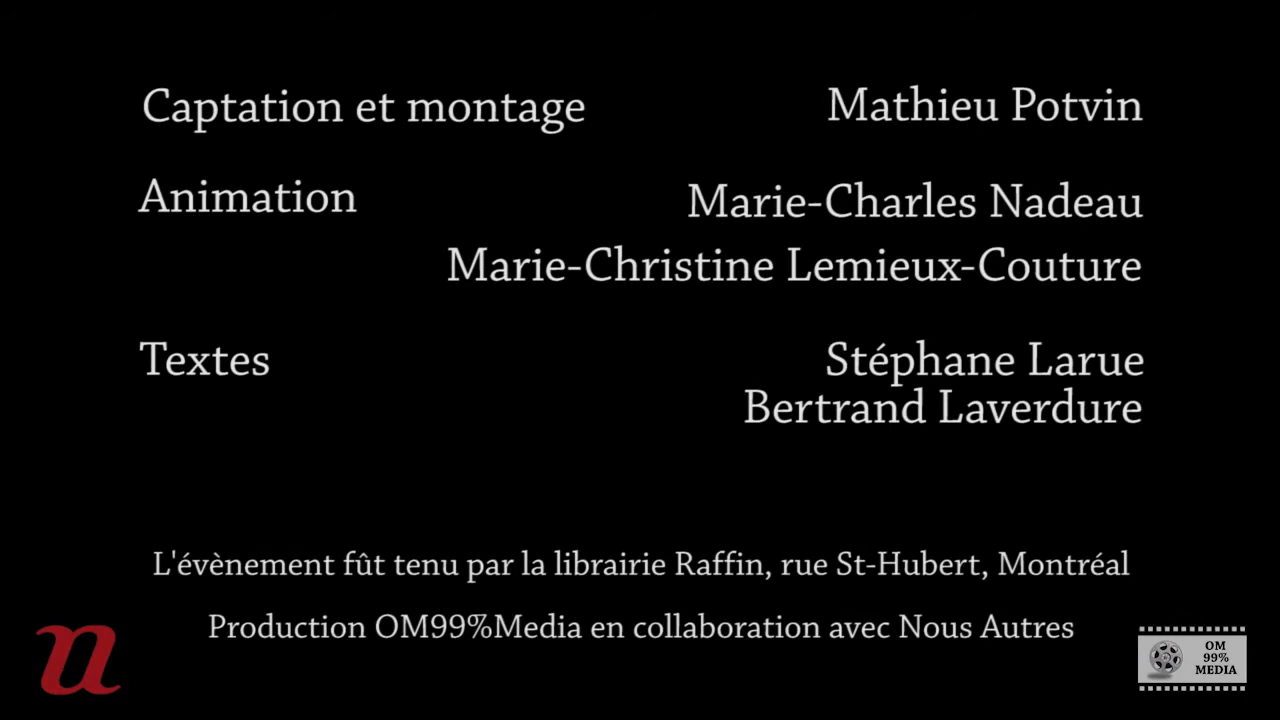 Captation et montage Mathieu Potvin
Animation Marie-Charles Nadeau
Marie-Christine Lemieux-Couture
Textes Stéphane Larue
Bertrand Laverdure
L'évènement fût tenu par la librairie Raffin, rue St-Hubert, Montréal
Production OM99%Media en collaboration avec Nous Autres
n
OM
99%
MEDIA